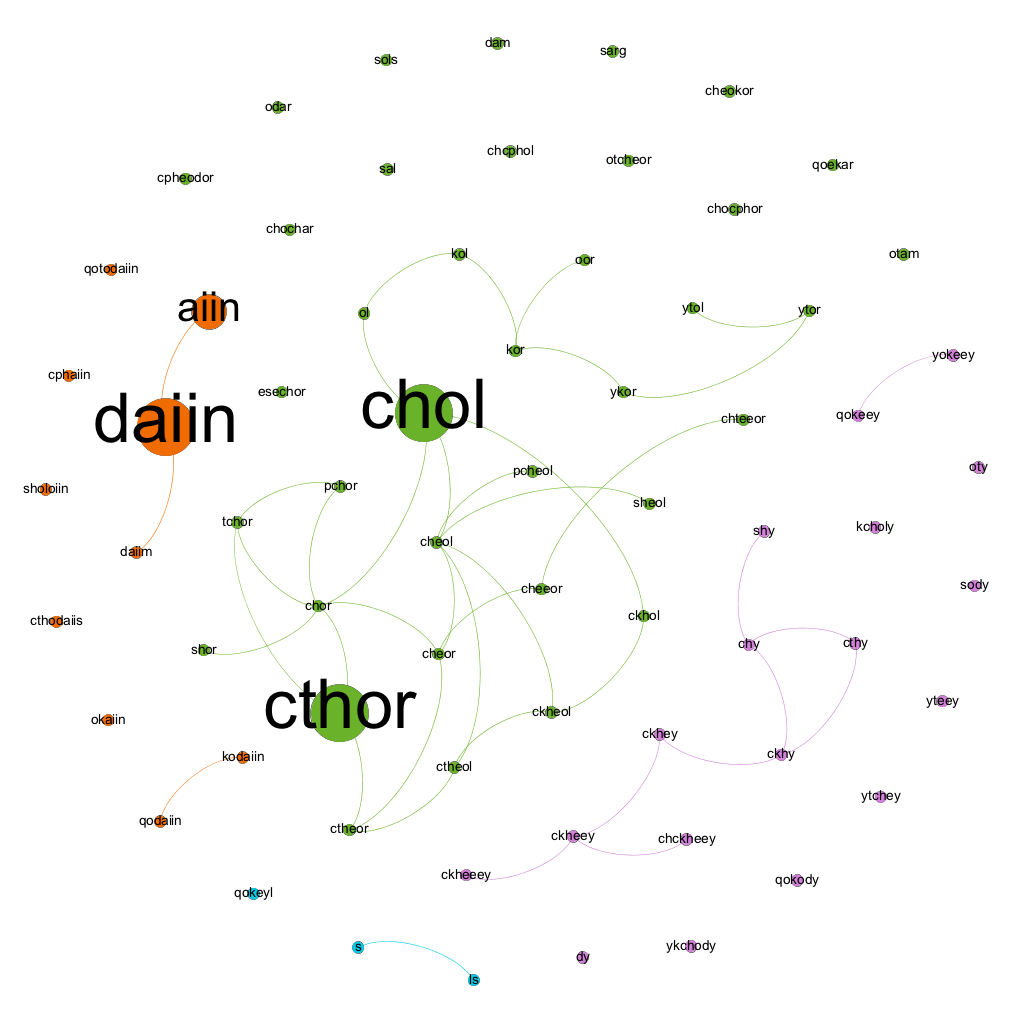 dam
sarg
sols
cheokor
odar
chcphol
otcheor
qoekar
sal
cpheodor
chocphor
chochar
otam
kol
oor
qotodaiin
aiin
ytol
ytor
ol
kor
yokeey
cphaiin
esechor
ykor
chol
qokeey
daiin
chteeor
oty
pcheol
sholoiin
pchor
sheol
tchor
kcholy
shy
cheol
daiim
sody
cheeor
chor
ckhol
cthodaiis
chy
cthy
shor
cheor
yteey
cthor
ckheol
okaiin
ckhey
ckhy
kodaiin
ctheol
ytchey
qodaiin
ctheor
ckheey
chckheey
ckheeey
qokody
qokeyl
s
ykchody
dy
ls